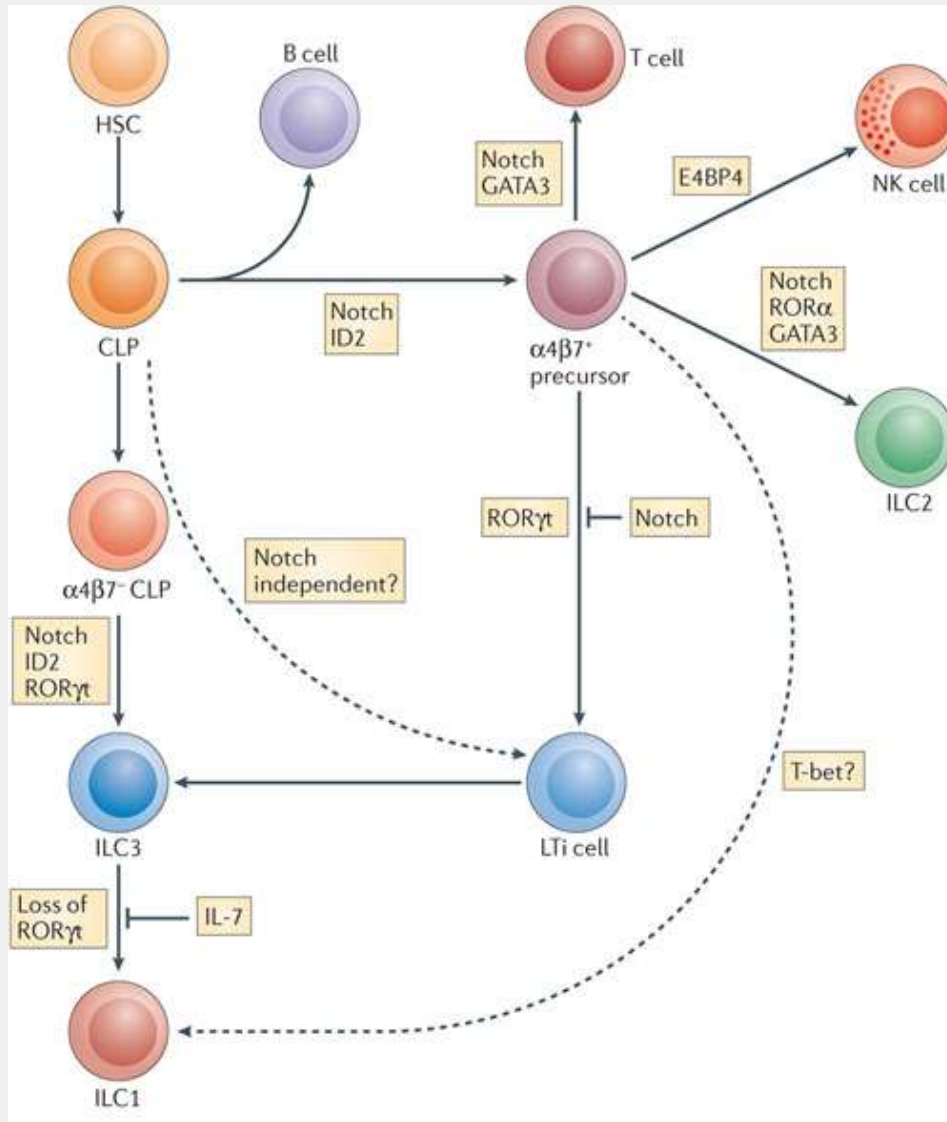 HSC
B cell
T cell
NK cell
Notch
GATA3
E4BP4
CLP
Notch
ID2
α4β7⁺
precursor
Notch
RORα
GATA3
ILC2
α4β7⁻ CLP
Notch
independent?
RORγt
Notch
Notch
ID2
RORγt
ILC3
LTi cell
T-bet?
Loss of
RORγt
IL-7
ILC1